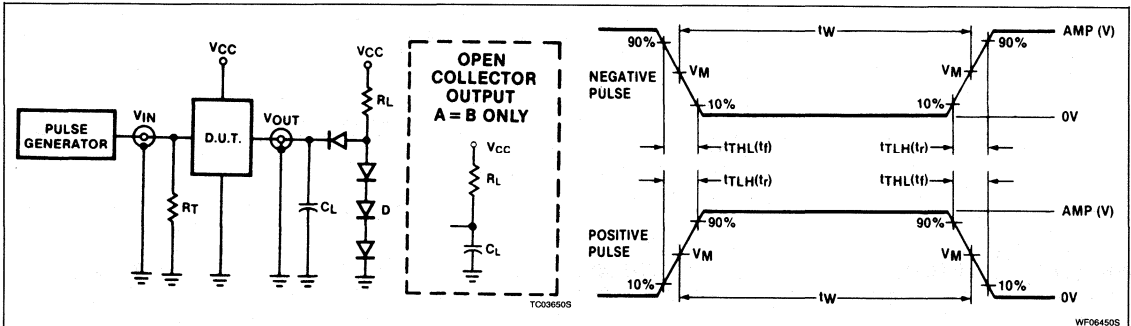 VCC
VCC
RL
PULSE
GENERATOR
VIN
D.U.T.
VOUT
RT
CL
D
OPEN
COLLECTOR
OUTPUT
A = B ONLY
VCC
RL
CL
TC03650S
NEGATIVE
PULSE
90%
VM
10%
tW
10%
VM
90%
AMP (V)
0V
tTHL(tf)
tTLH(tr)
tTLH(tr)
tTHL(tf)
POSITIVE
PULSE
10%
VM
90%
tW
90%
VM
10%
AMP (V)
0V
WF06450S